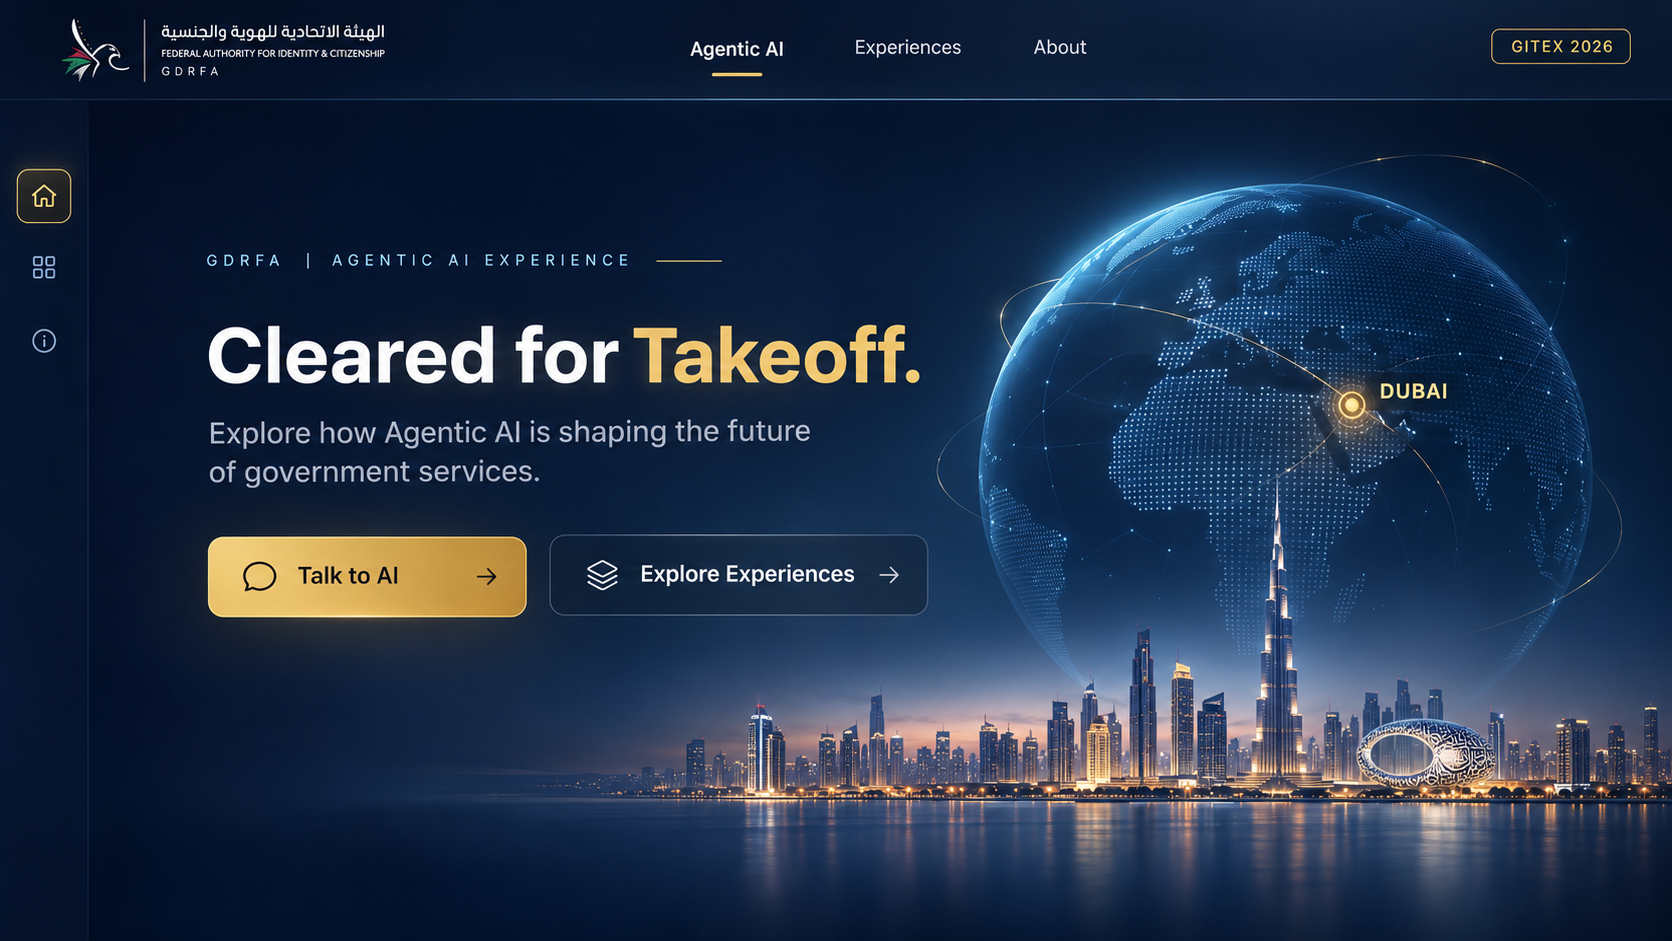 الهيئة الاتحادية للهوية والجنسية
FEDERAL AUTHORITY FOR IDENTITY & CITIZENSHIP
GDRFA
Agentic AI
Experiences
About
GITEX 2026
GDRFA | AGENTIC AI EXPERIENCE
Cleared for Takeoff.
Explore how Agentic AI is shaping the future
of government services.
Talk to AI
Explore Experiences
DUBAI